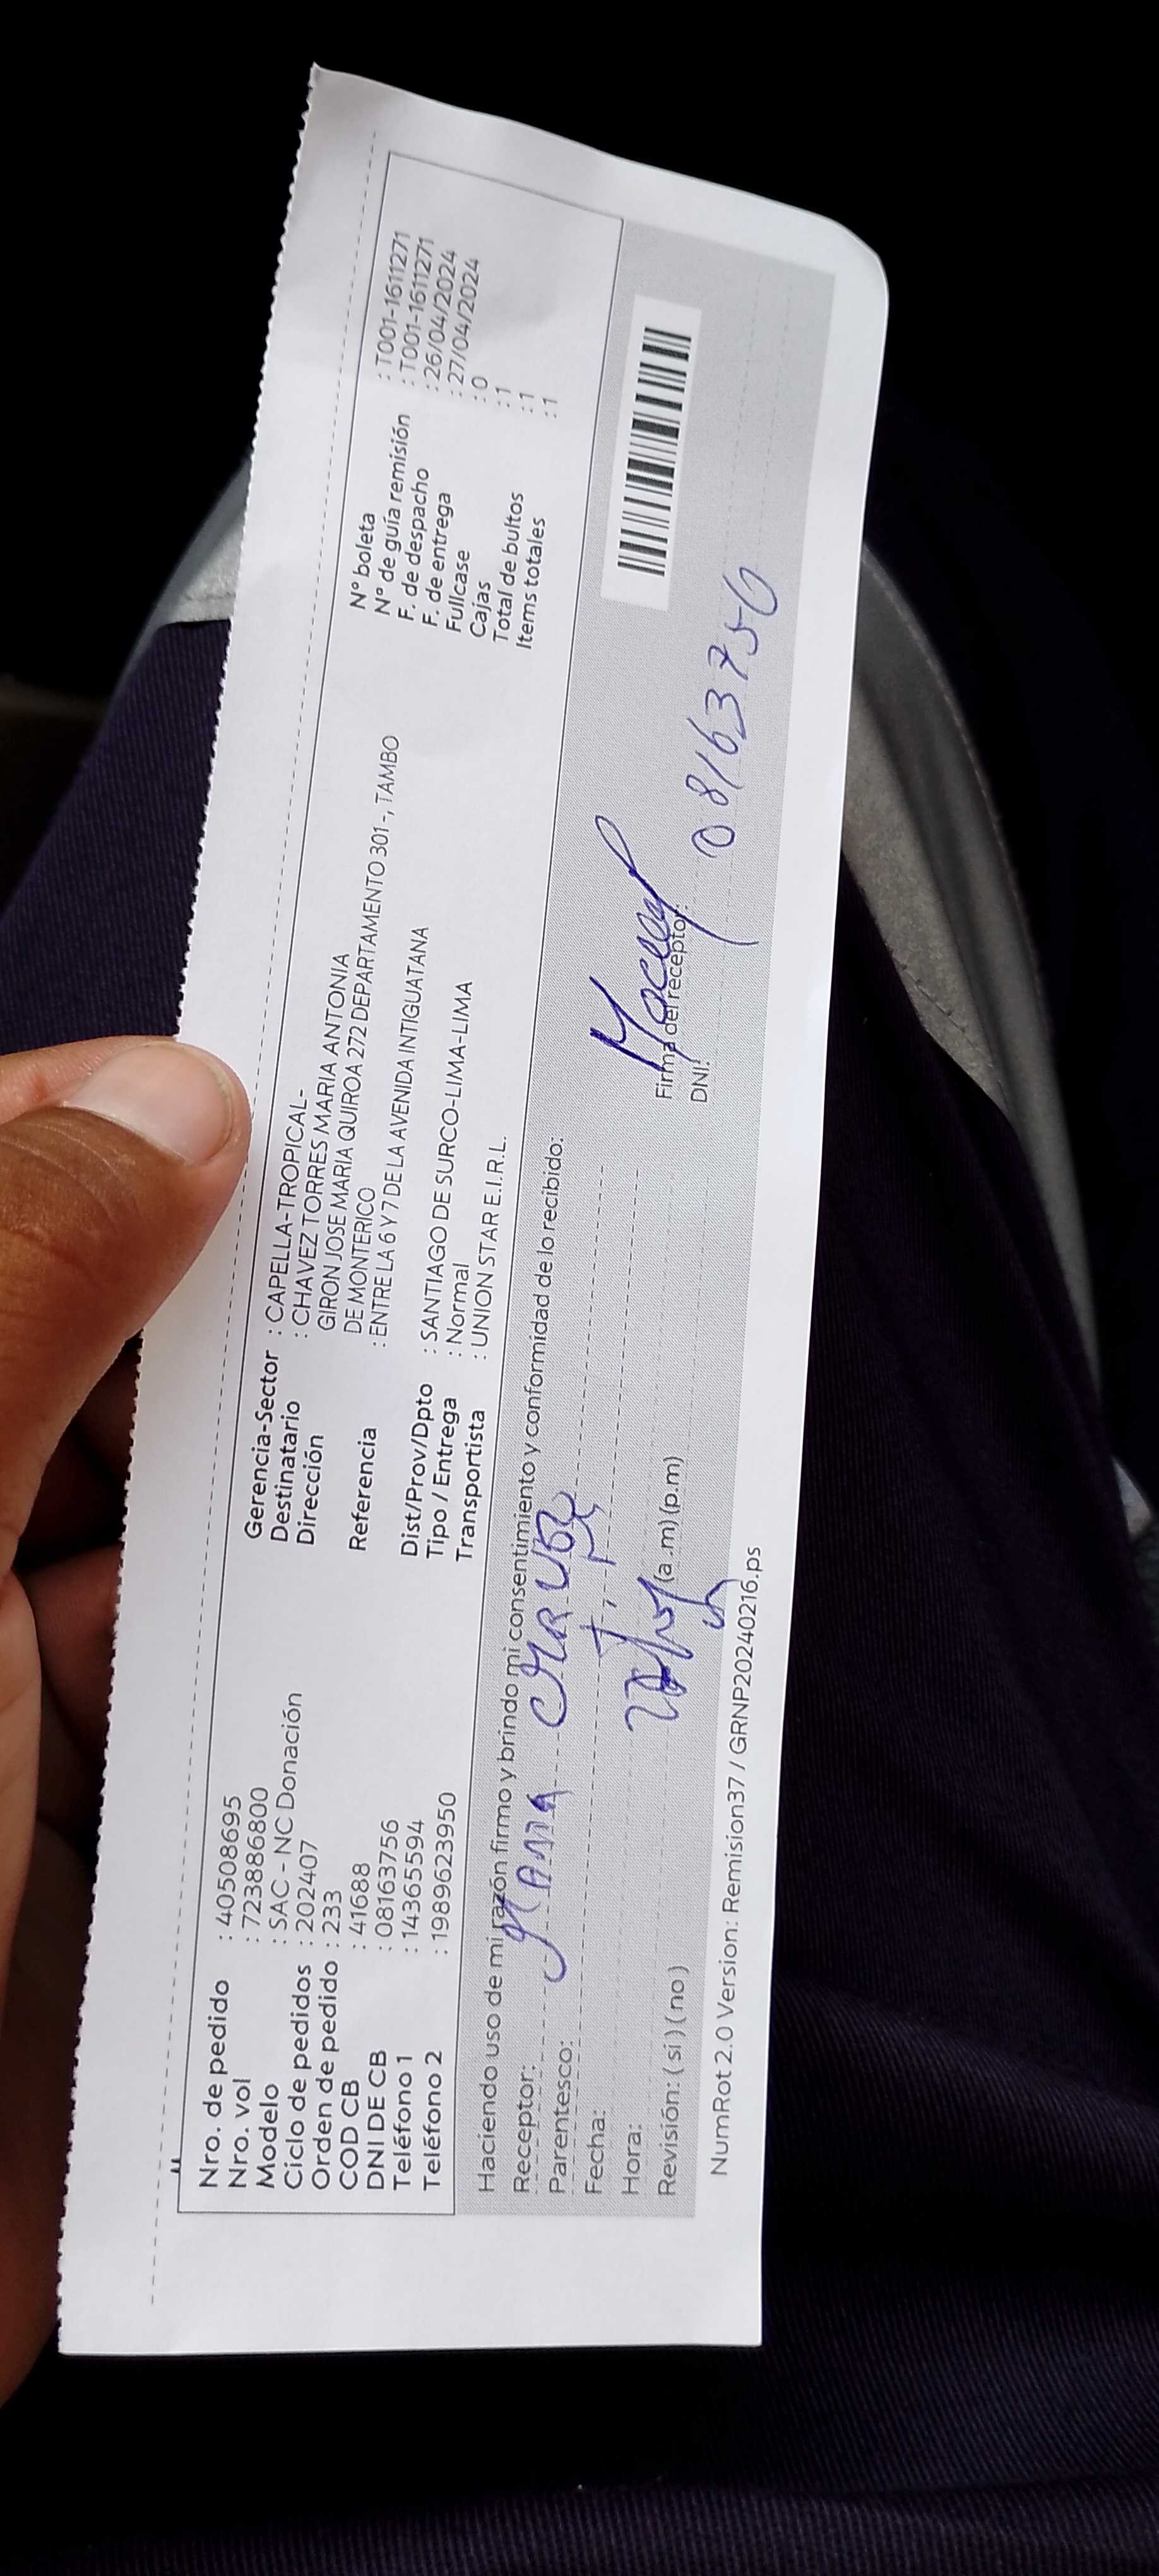 Nro. de pedido : 40508695
Nro. vol : 723886800
Modelo : SAC - NC Donación
Ciclo de pedidos : 202407
Orden de pedido : 233
COD CB : 41688
DNI DE CB : 08163756
Teléfono 1 : 14365594
Teléfono 2 : 1989623950
Gerencia-Sector : CAPELLA-TROPICAL-
Destinatario : CHAVEZ TORRES MARIA ANTONIA
Dirección GIRON JOSE MARIA QUIROA 272 DEPARTAMENTO 301 -, TAMBO
DE MONTERICO
Referencia : ENTRE LA 6 Y 7 DE LA AVENIDA INTIGUATANA
Dist/Prov/Dpto : SANTIAGO DE SURCO-LIMA-LIMA
Tipo / Entrega : Normal
Transportista : UNION STAR E.I.R.L.
N° boleta : T001-1611271
N° de guía remisión : T001-1611271
F. de despacho : 26/04/2024
F. de entrega : 27/04/2024
Fullcase : 0
Cajas : 1
Total de bultos : 1
Items totales : 1
Haciendo uso de mi razón firmo y brindo mi consentimiento y conformidad de lo recibido:
Receptor:
Parentesco:
Fecha:
Hora: (a .m) (p.m)
Revisión: ( si ) ( no )
Firma del receptor:
DNI: 08163756
NumRot 2.0 Version: Remision37 / GRNP20240216.ps